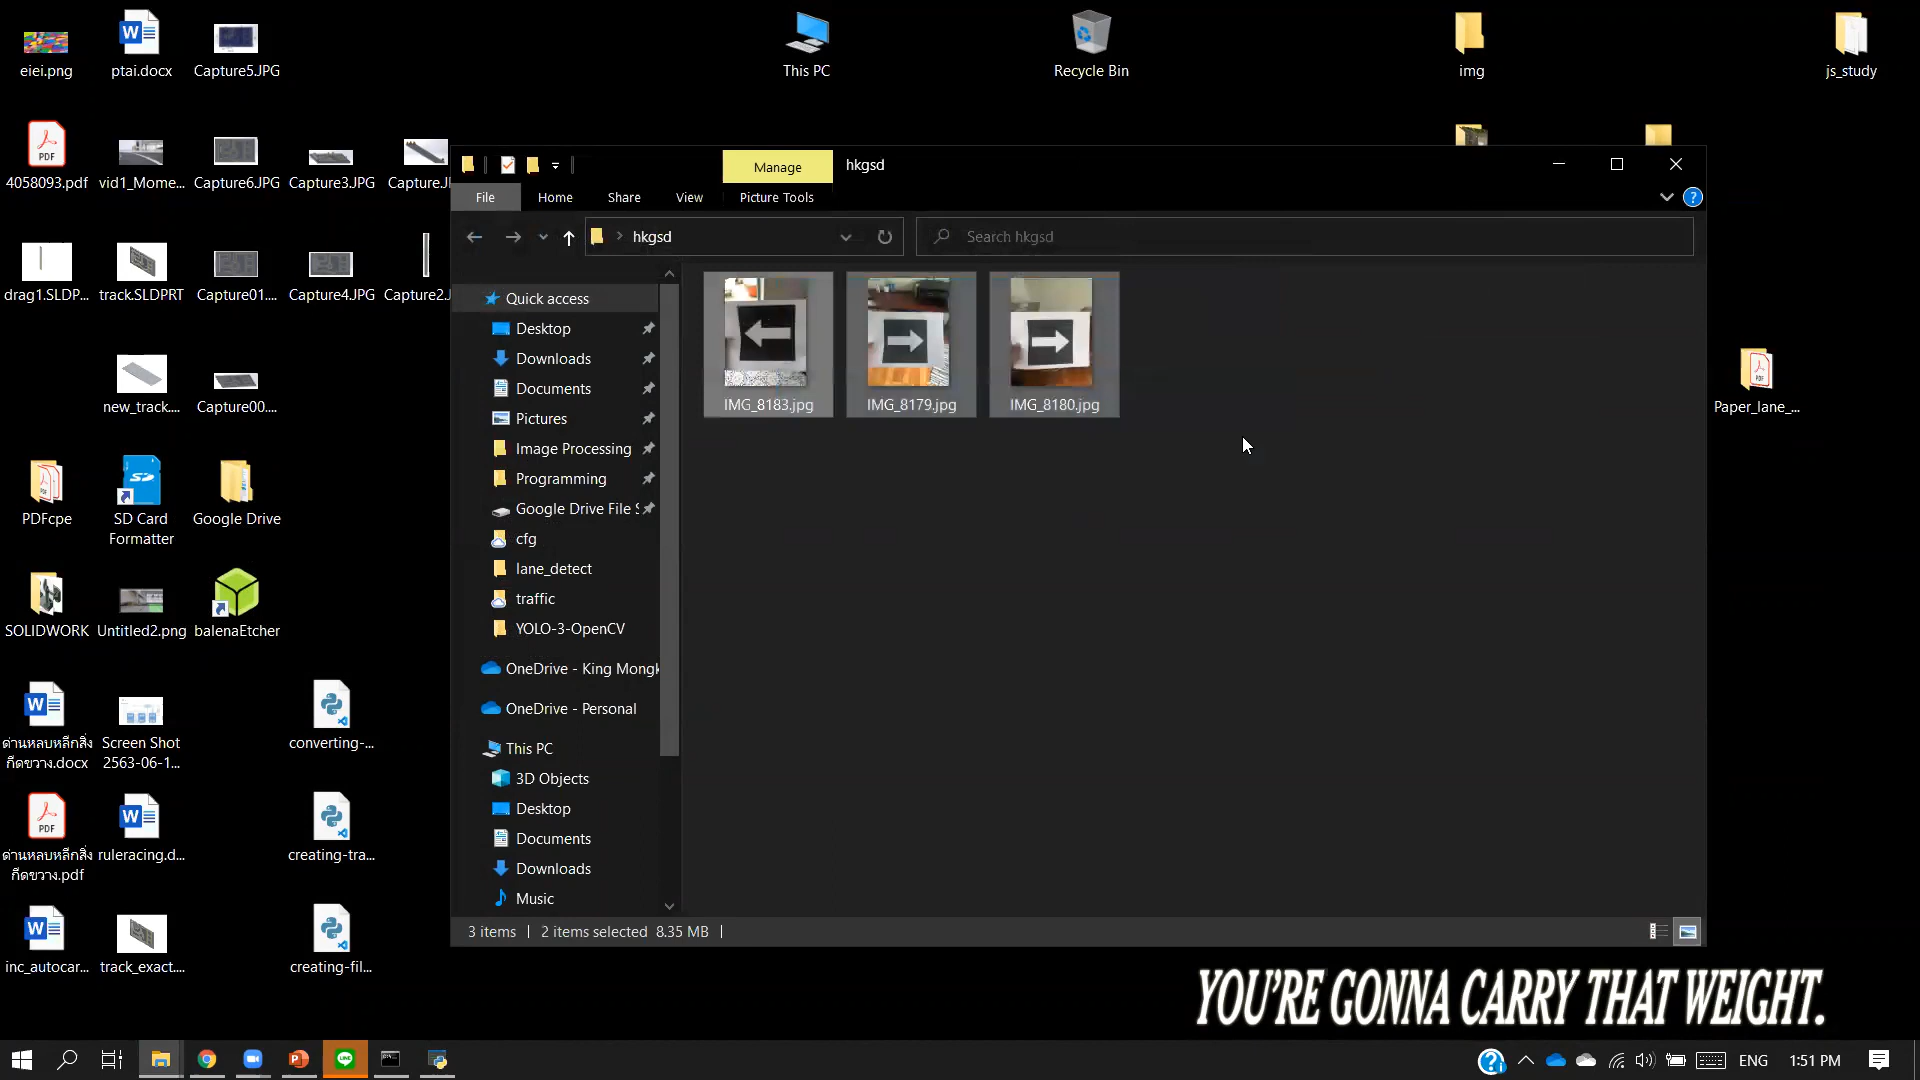 eiei.png
ptai.docx
Capture5.JPG
This PC
Recycle Bin
img
js_study
4058093.pdf
vid1_Mome...
Capture6.JPG
Capture3.JPG
Capture.J
drag1.SLDP...
track.SLDPRT
Capture01....
Capture4.JPG
Capture2.J
new_track....
Capture00....
PDFcpe
SD Card
Formatter
Google Drive
SOLIDWORK
Untitled2.png
balenaEtcher
ด่านหลบหลีกสิ่ง
กีดขวาง.docx
Screen Shot
2563-06-1...
converting-...
ด่านหลบหลีกสิ่ง
กีดขวาง.pdf
ruleracing.d...
creating-tra...
inc_autocar...
track_exact....
creating-fil...
Paper_lane_...
Manage
hkgsd
File
Home
Share
View
Picture Tools
hkgsd
Search hkgsd
Quick access
Desktop
Downloads
Documents
Pictures
Image Processing
Programming
Google Drive File S
cfg
lane_detect
traffic
YOLO-3-OpenCV
OneDrive - King Mongk
OneDrive - Personal
This PC
3D Objects
Desktop
Documents
Downloads
Music
IMG_8183.jpg
IMG_8179.jpg
IMG_8180.jpg
3 items
2 items selected 8.35 MB
YOU'RE GONNA CARRY THAT WEIGHT.
ENG
1:51 PM